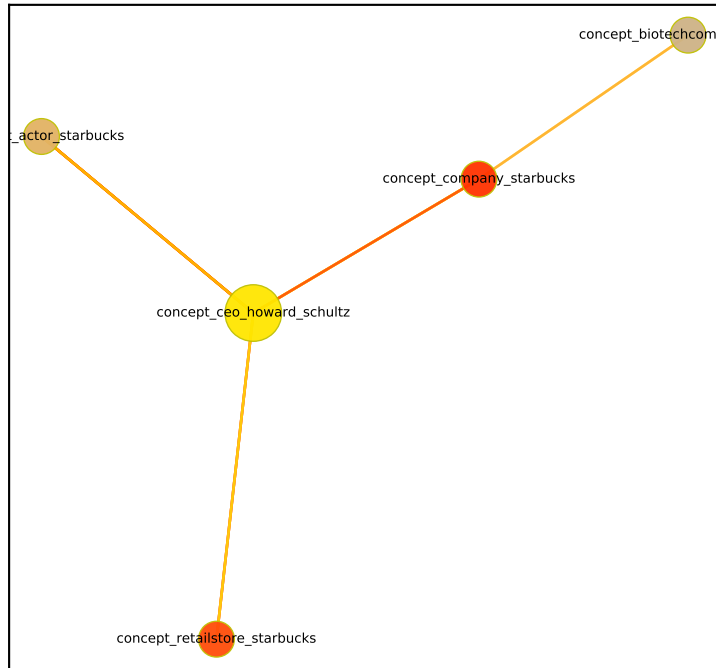 concept_biotechcom
t_actor_starbucks
concept_company_starbucks
concept_ceo_howard_schultz
concept_retailstore_starbucks